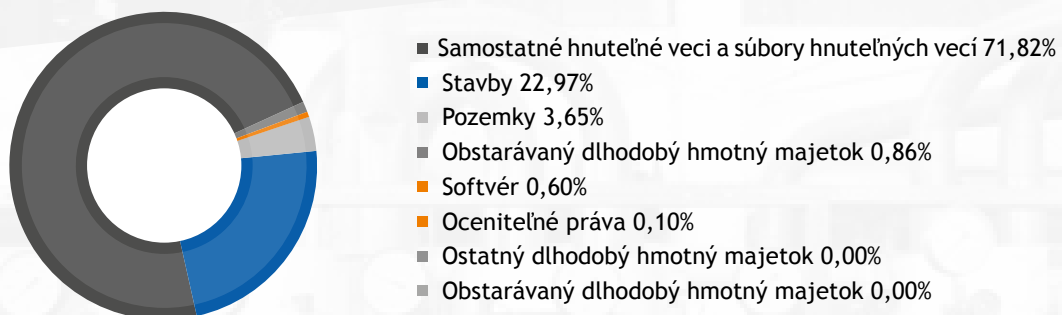 Samostatné hnuteľné veci a súbory hnuteľných vecí 71,82%
Stavby 22,97%
Pozemky 3,65%
Obstarávaný dlhodobý hmotný majetok 0,86%
Softvér 0,60%
Oceniteľné práva 0,10%
Ostatný dlhodobý hmotný majetok 0,00%
Obstarávaný dlhodobý hmotný majetok 0,00%